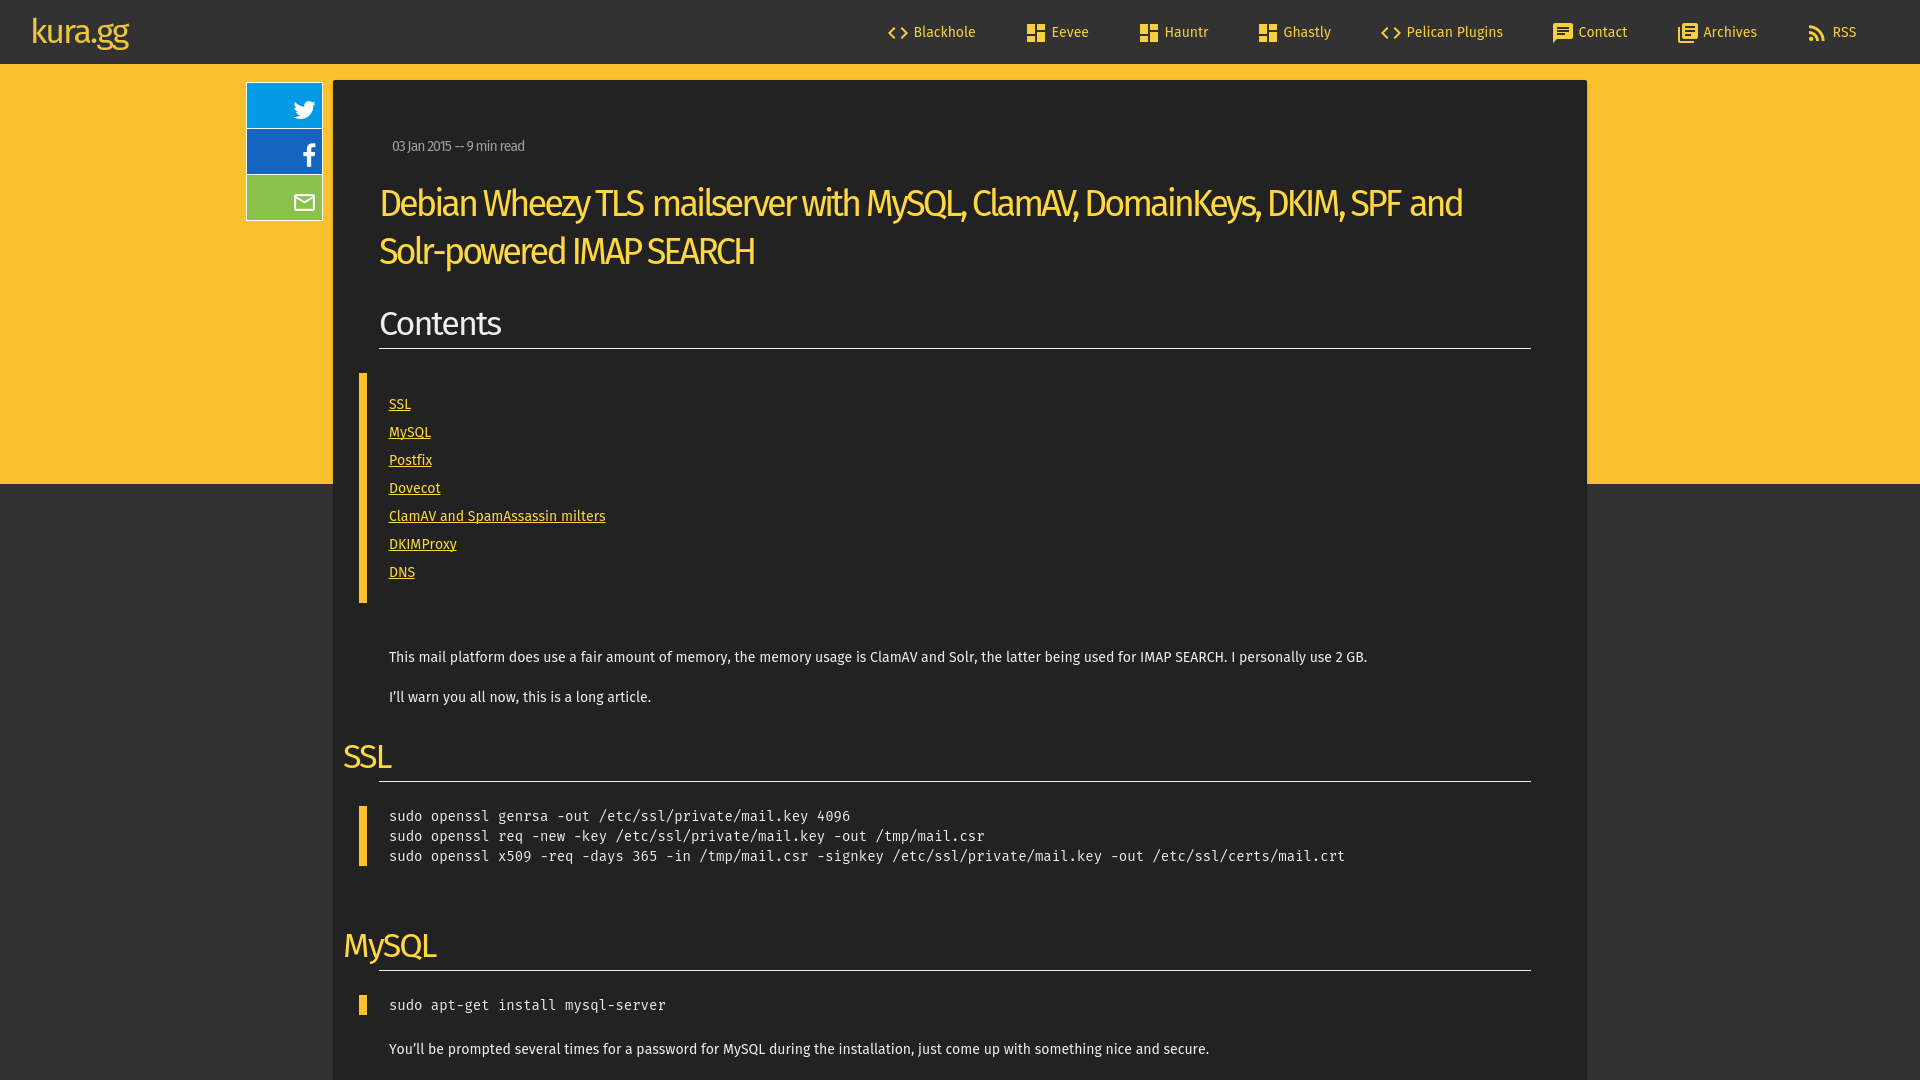 kura.gg
Blackhole
Eevee
Hauntr
Ghastly
Pelican Plugins
Contact
Archives
RSS
03 Jan 2015 -- 9 min read
Debian Wheezy TLS mailserver with MySQL, ClamAV, DomainKeys, DKIM, SPF and
Solr-powered IMAP SEARCH
Contents
SSL
MySQL
Postfix
Dovecot
ClamAV and SpamAssassin milters
DKIMProxy
DNS
This mail platform does use a fair amount of memory, the memory usage is ClamAV and Solr, the latter being used for IMAP SEARCH. I personally use 2 GB.
I’ll warn you all now, this is a long article.
SSL
sudo openssl genrsa -out /etc/ssl/private/mail.key 4096
sudo openssl req -new -key /etc/ssl/private/mail.key -out /tmp/mail.csr
sudo openssl x509 -req -days 365 -in /tmp/mail.csr -signkey /etc/ssl/private/mail.key -out /etc/ssl/certs/mail.crt
MySQL
sudo apt-get install mysql-server
You’ll be prompted several times for a password for MySQL during the installation, just come up with something nice and secure.